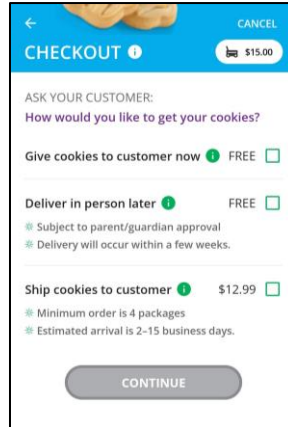 CANCEL
CHECKOUT i
$15.00
ASK YOUR CUSTOMER:
How would you like to get your cookies?
Give cookies to customer now i FREE
Deliver in person later i FREE
Subject to parent/guardian approval
Delivery will occur within a few weeks.
Ship cookies to customer i $12.99
Minimum order is 4 packages
Estimated arrival is 2–15 business days.
CONTINUE